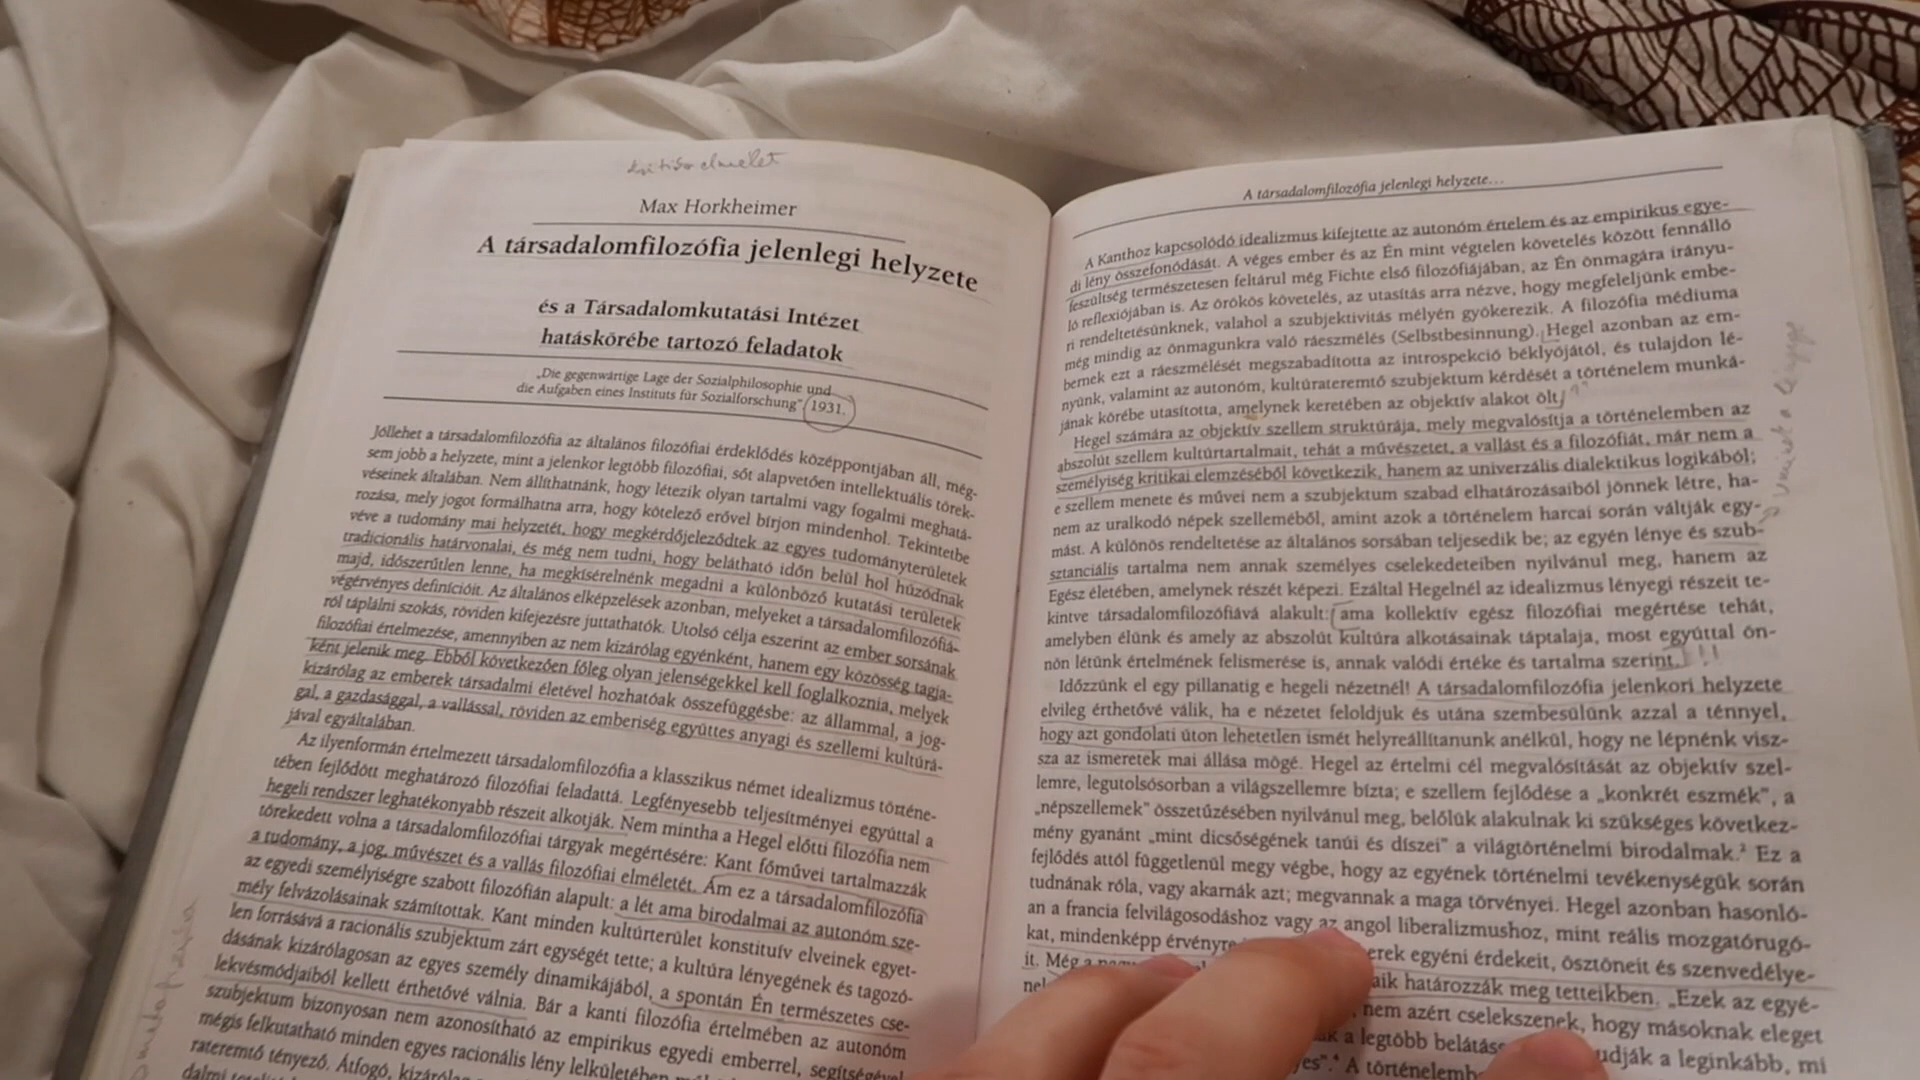 kritikai elmélet
Max Horkheimer
A társadalomfilozófia jelenlegi helyzete
és a Társadalomkutatási Intézet
hatáskörébe tartozó feladatok
„Die gegenwärtige Lage der Sozialphilosophie und
die Aufgaben eines Instituts für Sozialforschung” 1931.
Jóllehet a társadalomfilozófia az általános filozófiai érdeklődés középpontjában áll, még-
sem jobb a helyzete, mint a jelenkor legtöbb filozófiai, sőt alapvetően intellektuális törek-
véseinek általában. Nem állíthatnánk, hogy létezik olyan tartalmi vagy fogalmi meghatá-
rozása, mely jogot formálhatna arra, hogy kötelező erővel bírjon mindenhol. Tekintetbe
véve a tudomány mai helyzetét, hogy megkérdőjeleződtek az egyes tudományterületek
tradicionális határvonalai, és még nem tudni, hogy belátható időn belül hol húzódnak
majd, időszerűtlen lenne, ha megkísérelnénk megadni a különböző kutatási területek
végérvényes definícióit. Az általános elképzelések azonban, melyeket a társadalomfilozófiá-
ról táplálni szokás, röviden kifejezésre juttathatók. Utolsó célja eszerint az ember sorsának
filozófiai értelmezése, amennyiben az nem kizárólag egyénként, hanem egy közösség tagja-
ként jelenik meg. Ebből következően főleg olyan jelenségekkel kell foglalkoznia, melyek
kizárólag az emberek társadalmi életével hozhatóak összefüggésbe: az állammal, a jog-
gal, a gazdasággal, a vallással, röviden az emberiség együttes anyagi és szellemi kultúrá-
jával egyáltalában.
Az ilyenformán értelmezett társadalomfilozófia a klasszikus német idealizmus történe-
tében fejlődött meghatározó filozófiai feladattá. Legfényesebb teljesítményei egyúttal a
hegeli rendszer leghatékonyabb részeit alkotják. Nem mintha a Hegel előtti filozófia nem
törekedett volna a társadalomfilozófiai tárgyak megértésére: Kant főművei tartalmazzák
a tudomány, a jog, művészet és a vallás filozófiai elméletét. Ám ez a társadalomfilozófia
az egyedi személyiségre szabott filozófián alapult: a lét ama birodalmai az autonóm sze-
mély felvázolásainak számítottak. Kant minden kultúrterület konstituív elveinek egyet-
len forrásává a racionális szubjektum zárt egységét tette; a kultúra lényegének és tagozó-
dásának kizárólagosan az egyes személy dinamikájából, a spontán Én természetes cse-
lekvésmódjaiból kellett érthetővé válnia. Bár a kanti filozófia értelmében az autonóm
szubjektum bizonyosan nem azonosítható az empirikus egyedi emberrel, segítségével
mégis felkutatható minden egyes racionális lény lelkületében
rateremtő tényező. Átfogó,
A társadalomfilozófia jelenlegi helyzete…
A Kanthoz kapcsolódó idealizmus kifejtette az autonóm értelem és az empirikus egye-
di lény összefonódását. A véges ember és az Én mint végtelen követelés között fennálló
feszültség természetesen feltárul még Fichte első filozófiájában, az Én önmagára irányu-
ló reflexiójában is. Az örökös követelés, az utasítás arra nézve, hogy megfeleljünk embe-
ri rendeltetésünknek, valahol a szubjektivitás mélyén gyökerezik. A filozófia médiuma
még mindig az önmagunkra való ráeszmélés (Selbstbesinnung). Hegel azonban az em-
bernek ezt a ráeszmélését megszabadította az introspekció béklyójától, és tulajdon lé-
nyünk, valamint az autonóm, kultúrateremtő szubjektum kérdését a történelem munká-
jának körébe utasította, amelynek keretében az objektív alakot ölt.
Hegel számára az objektív szellem struktúrája, mely megvalósítja a történelemben az
abszolút szellem kultúrtartalmait, tehát a művészetet, a vallást és a filozófiát, már nem a
személyiség kritikai elemzéséből következik, hanem az univerzális dialektikus logikából;
e szellem menete és művei nem a szubjektum szabad elhatározásaiból jönnek létre, ha-
nem az uralkodó népek szelleméből, amint azok a történelem harcai során váltják egy-
mást. A különös rendeltetése az általános sorsában teljesedik be; az egyén lénye és szub-
sztanciális tartalma nem annak személyes cselekedeteiben nyilvánul meg, hanem az
Egész életében, amelynek részét képezi. Ezáltal Hegelnél az idealizmus lényegi részeit te-
kintve társadalomfilozófiává alakult: ama kollektív egész filozófiai megértése tehát,
amelyben élünk és amely az abszolút kultúra alkotásainak táptalaja, most egyúttal ön-
nön létünk értelmének felismerése is, annak valódi értéke és tartalma szerint. !!
Időzzünk el egy pillanatig e hegeli nézetnél! A társadalomfilozófia jelenkori helyzete
elvileg érthetővé válik, ha e nézetet feloldjuk és utána szembesülünk azzal a ténnyel,
hogy azt gondolati úton lehetetlen ismét helyreállítanunk anélkül, hogy ne lépnénk visz-
sza az ismeretek mai állása mögé. Hegel az értelmi cél megvalósítását az objektív szel-
lemre, legutolsósorban a világszellemre bízta; e szellem fejlődése a „konkrét eszmék”, a
„népszellemek” összetűzésében nyilvánul meg, belőlük alakulnak ki szükséges következ-
mény gyanánt „mint dicsőségének tanúi és díszei” a világtörténelmi birodalmak.² Ez a
fejlődés attól függetlenül megy végbe, hogy az egyének történelmi tevékenységük során
tudnának róla, vagy akarnák azt; megvannak a maga törvényei. Hegel azonban hasonló-
an a francia felvilágosodáshoz vagy az angol liberalizmushoz, mint reális mozgatórugó-
kat, mindenképp egyéni érdekeit, ösztöneit és szenvedélye-
it. Még a határozzák meg tetteikben. „Ezek az egyé-
nem azért cselekszenek, hogy másoknak eleget
a legtöbb a leginkább, mi
⁴ A